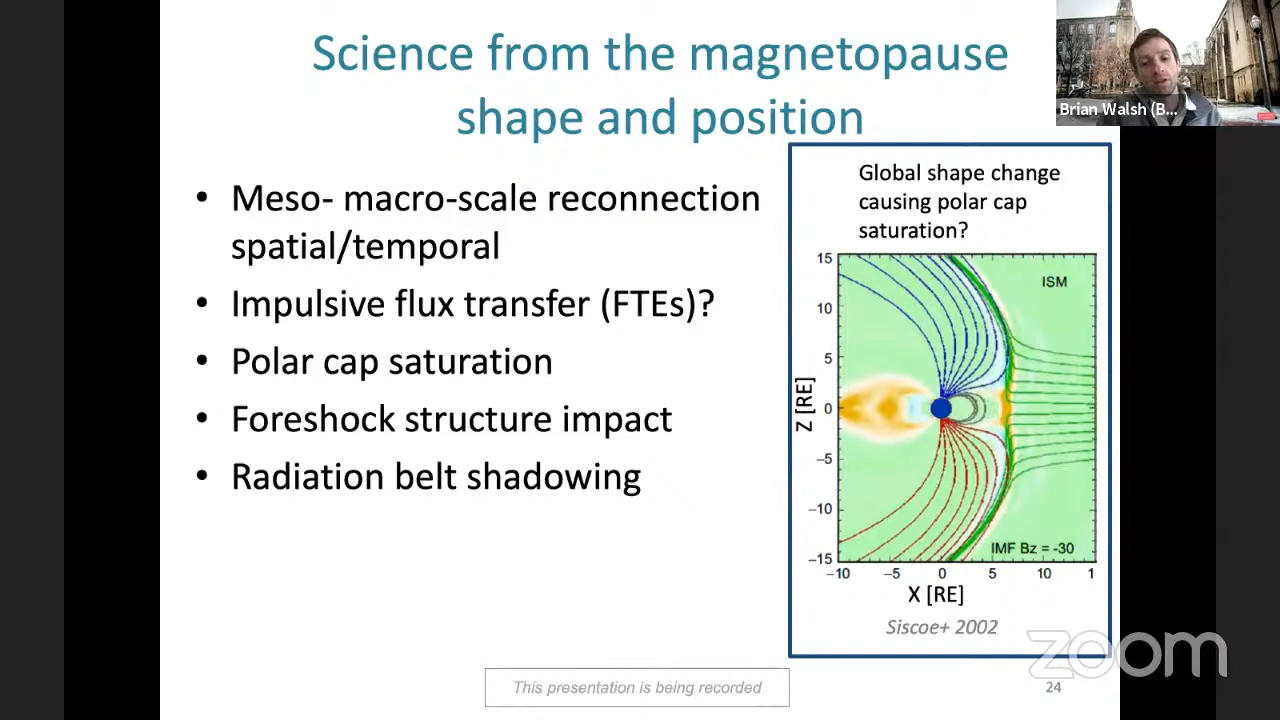 Science from the magnetopause
shape and position
Brian Walsh (B...
• Meso- macro-scale reconnection
spatial/temporal
• Impulsive flux transfer (FTEs)?
• Polar cap saturation
• Foreshock structure impact
• Radiation belt shadowing
Global shape change
causing polar cap
saturation?
ISM
15
10
5
0
−5
−10
−15
Z [RE]
IMF Bz = -30
−10 −5 0 5 10 1
X [RE]
Siscoe+ 2002
zoom
This presentation is being recorded
24